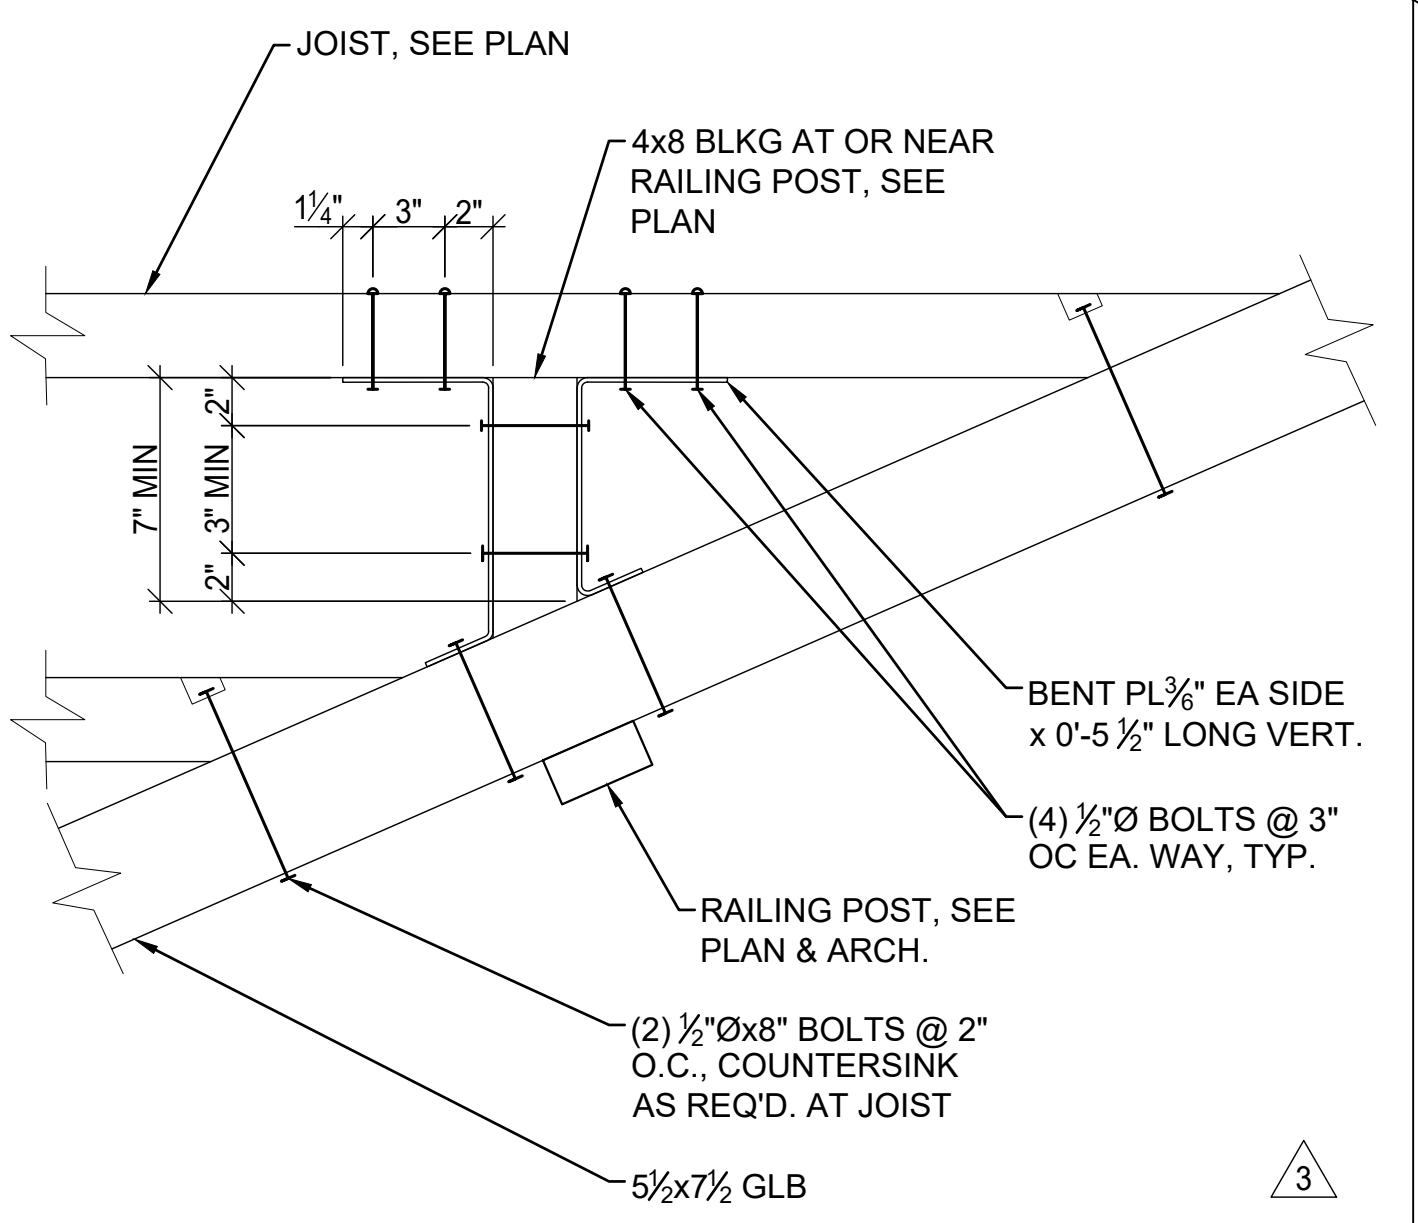 JOIST, SEE PLAN
4x8 BLKG AT OR NEAR
RAILING POST, SEE
PLAN
1¼" 3" 2"
2"
3" MIN
2"
7" MIN
BENT PL3⁄6" EA SIDE
x 0'-5 ½" LONG VERT.
(4) ½"Ø BOLTS @ 3"
OC EA. WAY, TYP.
RAILING POST, SEE
PLAN & ARCH.
(2) ½"Øx8" BOLTS @ 2"
O.C., COUNTERSINK
AS REQ'D. AT JOIST
5½x7½ GLB
3